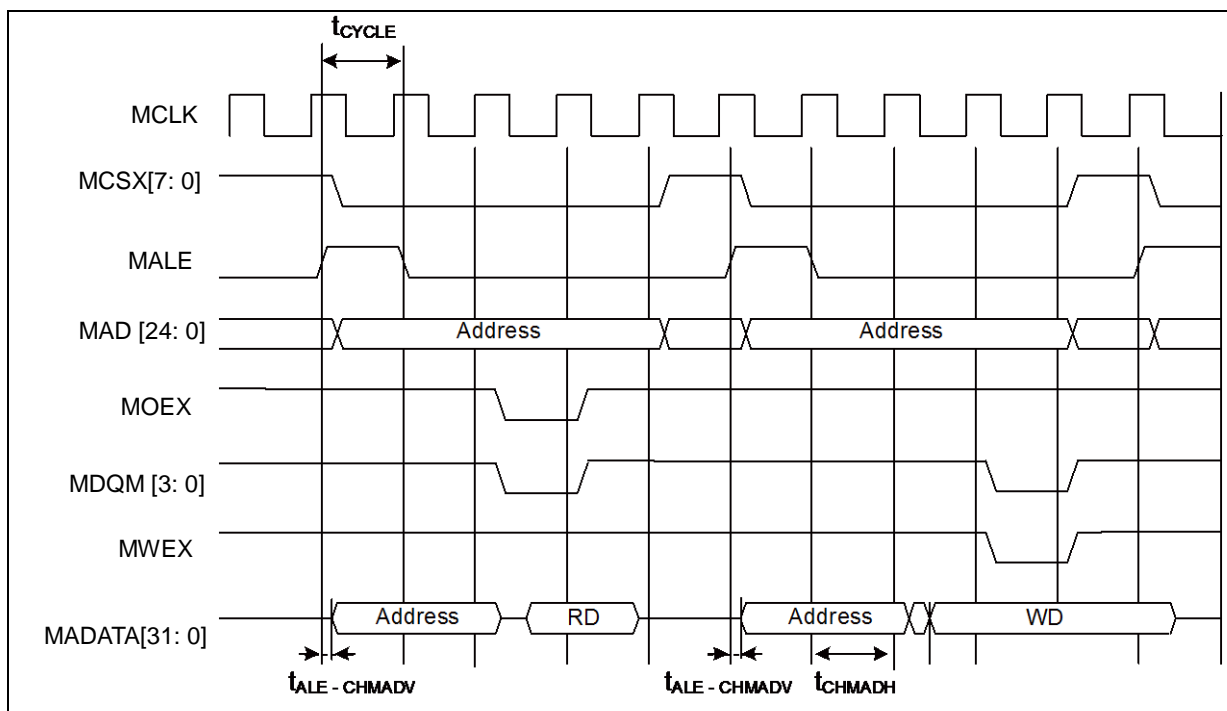 tCYCLE
MCLK
MCSX[7: 0]
MALE
MAD [24: 0]
Address
Address
MOEX
MDQM [3: 0]
MWEX
MADATA[31: 0]
Address
RD
Address
WD
tALE - CHMADV
tALE - CHMADV
tCHMADH